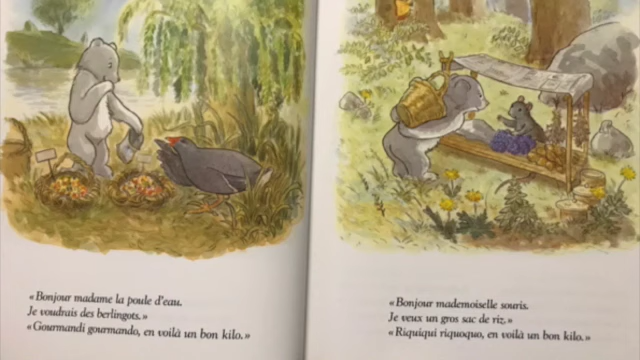 « Bonjour madame la poule d'eau.
Je voudrais des berlingots. »
« Gourmandi gourmando, en voilà un bon kilo. »
« Bonjour mademoiselle souris.
Je veux un gros sac de riz. »
« Riquiqui riquoquo, en voilà un bon kilo. »